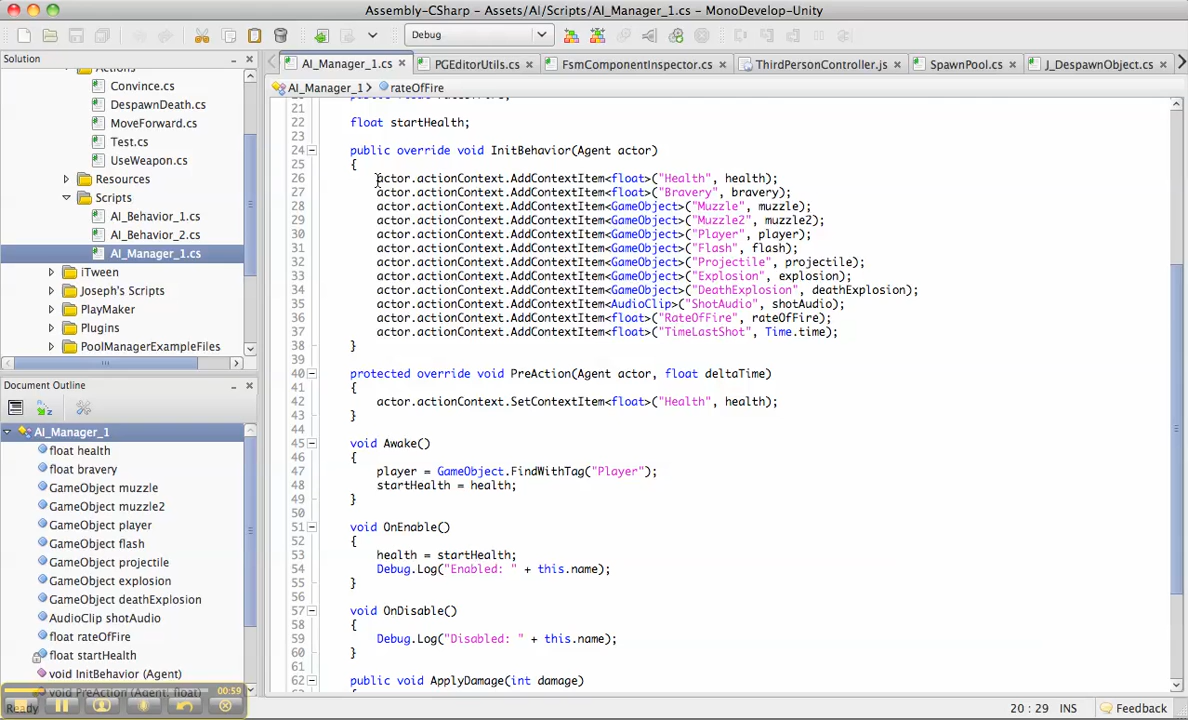 Assembly-CSharp – Assets/AI/Scripts/AI_Manager_1.cs – MonoDevelop-Unity
Debug
Solution
AI_Manager_1.cs
PGEditorUtils.cs
FsmComponentInspector.cs
ThirdPersonController.js
SpawnPool.cs
J_DespawnObject.cs
AI_Manager_1
rateOfFire
Actions
Convince.cs
DespawnDeath.cs
MoveForward.cs
Test.cs
UseWeapon.cs
Resources
Scripts
AI_Behavior_1.cs
AI_Behavior_2.cs
AI_Manager_1.cs
iTween
Joseph's Scripts
PlayMaker
Plugins
PoolManagerExampleFiles
Document Outline
AI_Manager_1
float health
float bravery
GameObject muzzle
GameObject muzzle2
GameObject player
GameObject flash
GameObject projectile
GameObject explosion
GameObject deathExplosion
AudioClip shotAudio
float rateOfFire
float startHealth
void InitBehavior (Agent)
void PreAction (Agent, float)
00:59
Ready
21
22 float startHealth;
23
24 public override void InitBehavior(Agent actor)
25 {
26 actor.actionContext.AddContextItem<float>("Health", health);
27 actor.actionContext.AddContextItem<float>("Bravery", bravery);
28 actor.actionContext.AddContextItem<GameObject>("Muzzle", muzzle);
29 actor.actionContext.AddContextItem<GameObject>("Muzzle2", muzzle2);
30 actor.actionContext.AddContextItem<GameObject>("Player", player);
31 actor.actionContext.AddContextItem<GameObject>("Flash", flash);
32 actor.actionContext.AddContextItem<GameObject>("Projectile", projectile);
33 actor.actionContext.AddContextItem<GameObject>("Explosion", explosion);
34 actor.actionContext.AddContextItem<GameObject>("DeathExplosion", deathExplosion);
35 actor.actionContext.AddContextItem<AudioClip>("ShotAudio", shotAudio);
36 actor.actionContext.AddContextItem<float>("RateOfFire", rateOfFire);
37 actor.actionContext.AddContextItem<float>("TimeLastShot", Time.time);
38 }
39
40 protected override void PreAction(Agent actor, float deltaTime)
41 {
42 actor.actionContext.SetContextItem<float>("Health", health);
43 }
44
45 void Awake()
46 {
47 player = GameObject.FindWithTag("Player");
48 startHealth = health;
49 }
50
51 void OnEnable()
52 {
53 health = startHealth;
54 Debug.Log("Enabled: " + this.name);
55 }
56
57 void OnDisable()
58 {
59 Debug.Log("Disabled: " + this.name);
60 }
61
62 public void ApplyDamage(int damage)
20 : 29 INS
Feedback